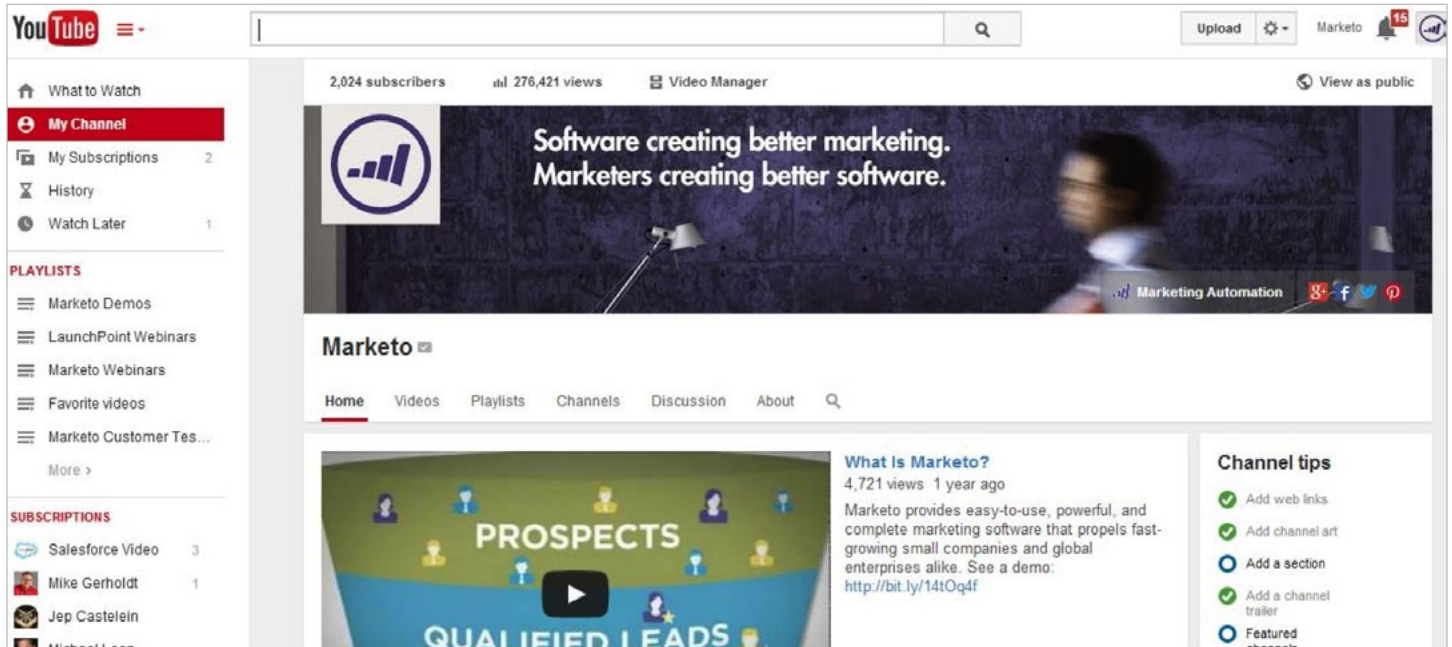 YouTube
Upload
Marketo
15
What to Watch
My Channel
My Subscriptions 2
History
Watch Later 1
PLAYLISTS
Marketo Demos
LaunchPoint Webinars
Marketo Webinars
Favorite videos
Marketo Customer Tes...
More >
SUBSCRIPTIONS
Salesforce Video 3
Mike Gerholdt 1
Jep Castelein
Michael
2,024 subscribers
276,421 views
Video Manager
View as public
Software creating better marketing.
Marketers creating better software.
Marketing Automation
Marketo
Home Videos Playlists Channels Discussion About
PROSPECTS
QUALIFIED LEADS
What Is Marketo?
4,721 views 1 year ago
Marketo provides easy-to-use, powerful, and
complete marketing software that propels fast-
growing small companies and global
enterprises alike. See a demo:
http://bit.ly/14tOq4f
Channel tips
Add web links
Add channel art
Add a section
Add a channel
trailer
Featured
channels